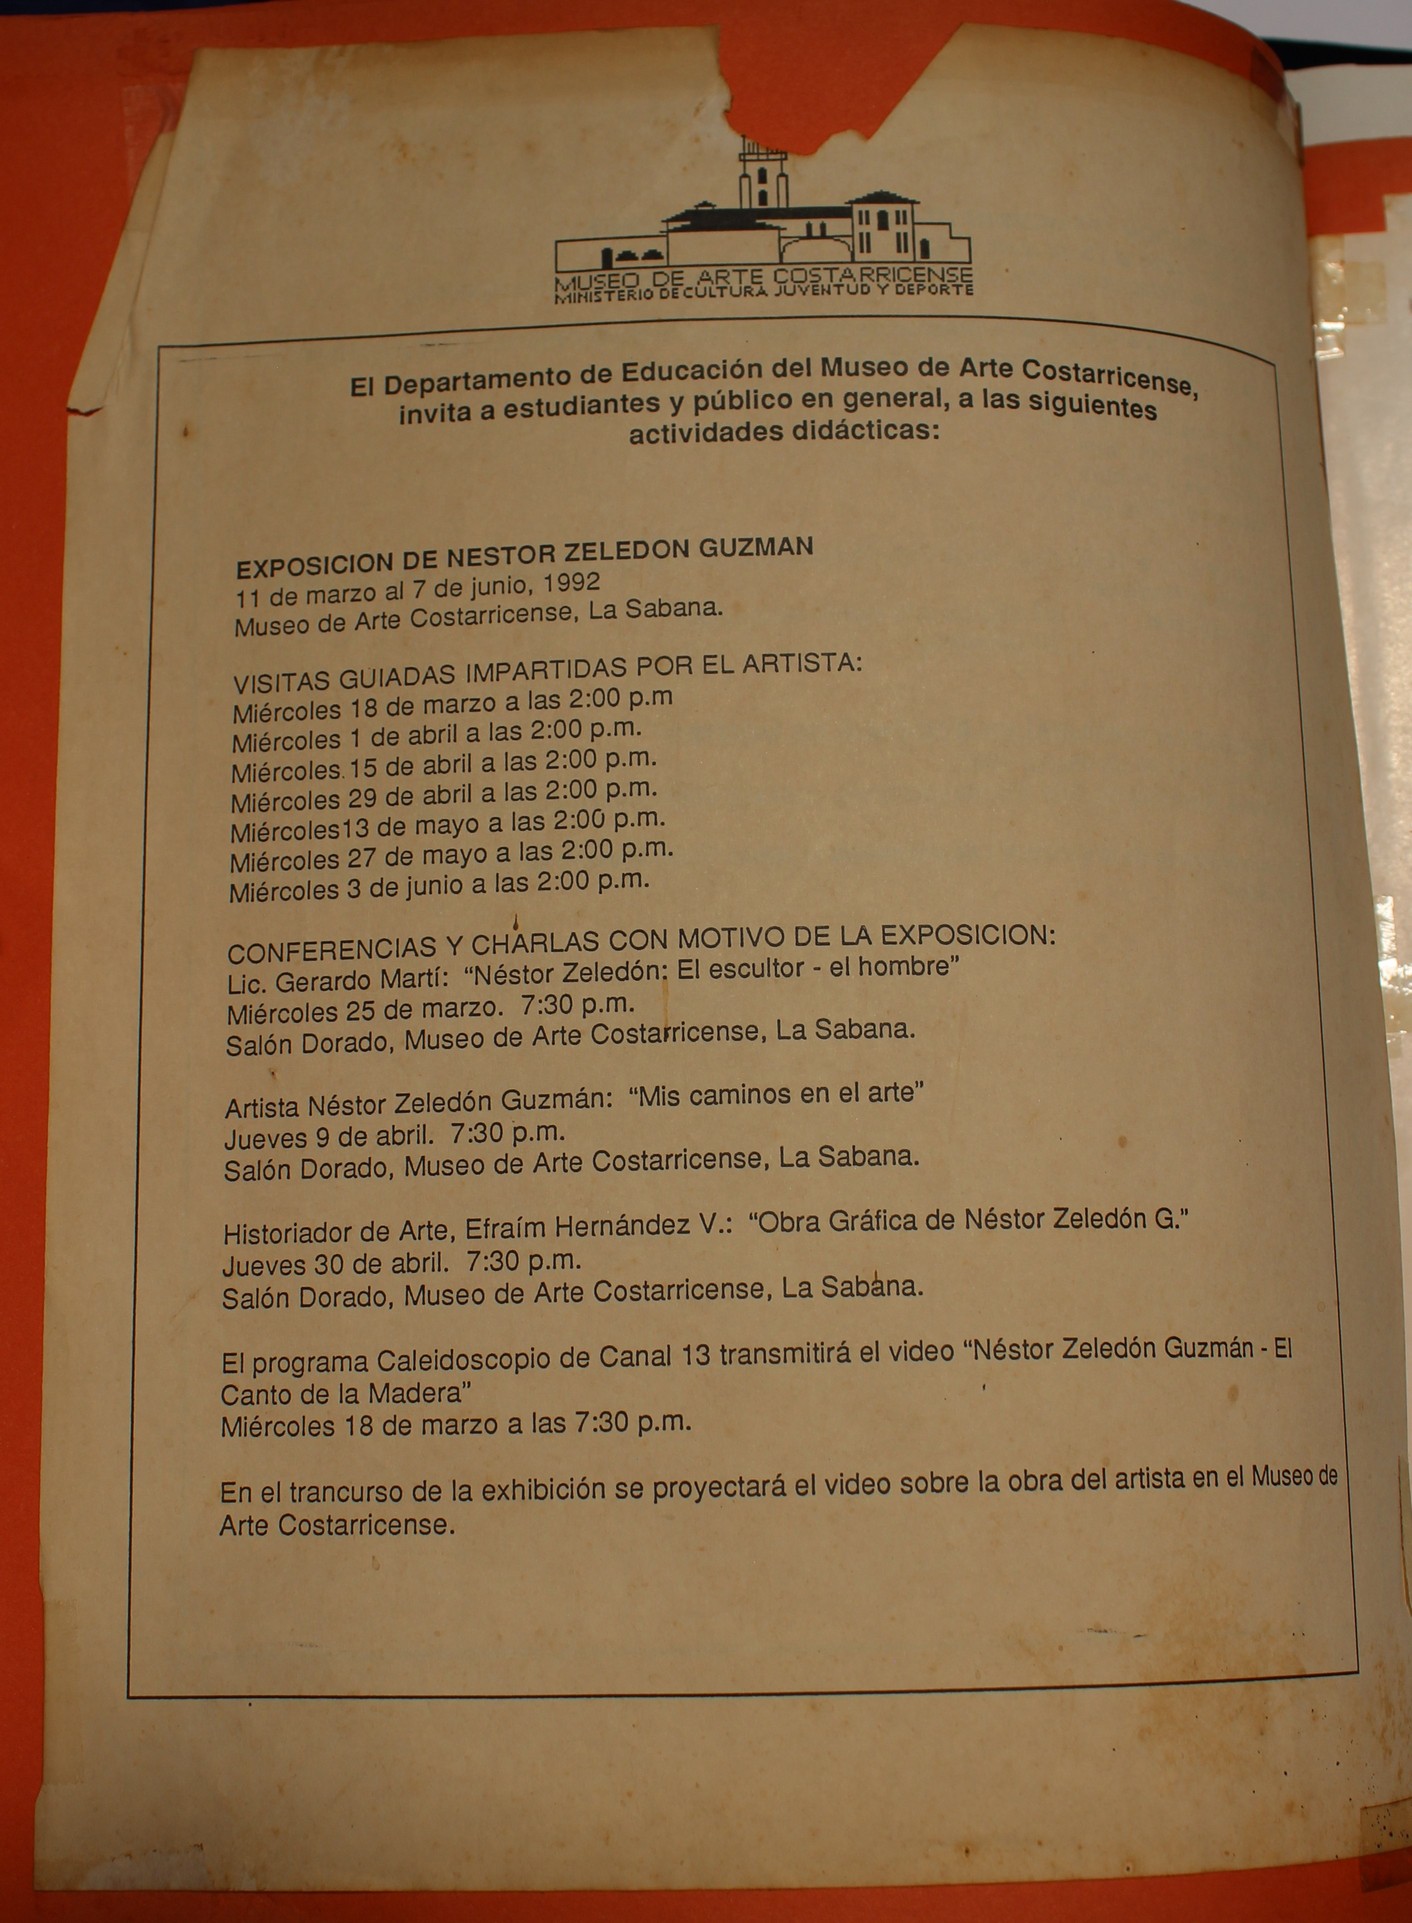 MUSEO DE ARTE COSTARRICENSE
MINISTERIO DE CULTURA JUVENTUD Y DEPORTE
El Departamento de Educación del Museo de Arte Costarricense,
invita a estudiantes y público en general, a las siguientes
actividades didácticas:
EXPOSICION DE NESTOR ZELEDON GUZMAN
11 de marzo al 7 de junio, 1992
Museo de Arte Costarricense, La Sabana.
VISITAS GUIADAS IMPARTIDAS POR EL ARTISTA:
Miércoles 18 de marzo a las 2:00 p.m
Miércoles 1 de abril a las 2:00 p.m.
Miércoles 15 de abril a las 2:00 p.m.
Miércoles 29 de abril a las 2:00 p.m.
Miércoles13 de mayo a las 2:00 p.m.
Miércoles 27 de mayo a las 2:00 p.m.
Miércoles 3 de junio a las 2:00 p.m.
CONFERENCIAS Y CHARLAS CON MOTIVO DE LA EXPOSICION:
Lic. Gerardo Martí: “Néstor Zeledón: El escultor - el hombre”
Miércoles 25 de marzo. 7:30 p.m.
Salón Dorado, Museo de Arte Costarricense, La Sabana.
Artista Néstor Zeledón Guzmán: “Mis caminos en el arte”
Jueves 9 de abril. 7:30 p.m.
Salón Dorado, Museo de Arte Costarricense, La Sabana.
Historiador de Arte, Efraím Hernández V.: “Obra Gráfica de Néstor Zeledón G.”
Jueves 30 de abril. 7:30 p.m.
Salón Dorado, Museo de Arte Costarricense, La Sabana.
El programa Caleidoscopio de Canal 13 transmitirá el video “Néstor Zeledón Guzmán - El
Canto de la Madera”
Miércoles 18 de marzo a las 7:30 p.m.
En el trancurso de la exhibición se proyectará el video sobre la obra del artista en el Museo de
Arte Costarricense.